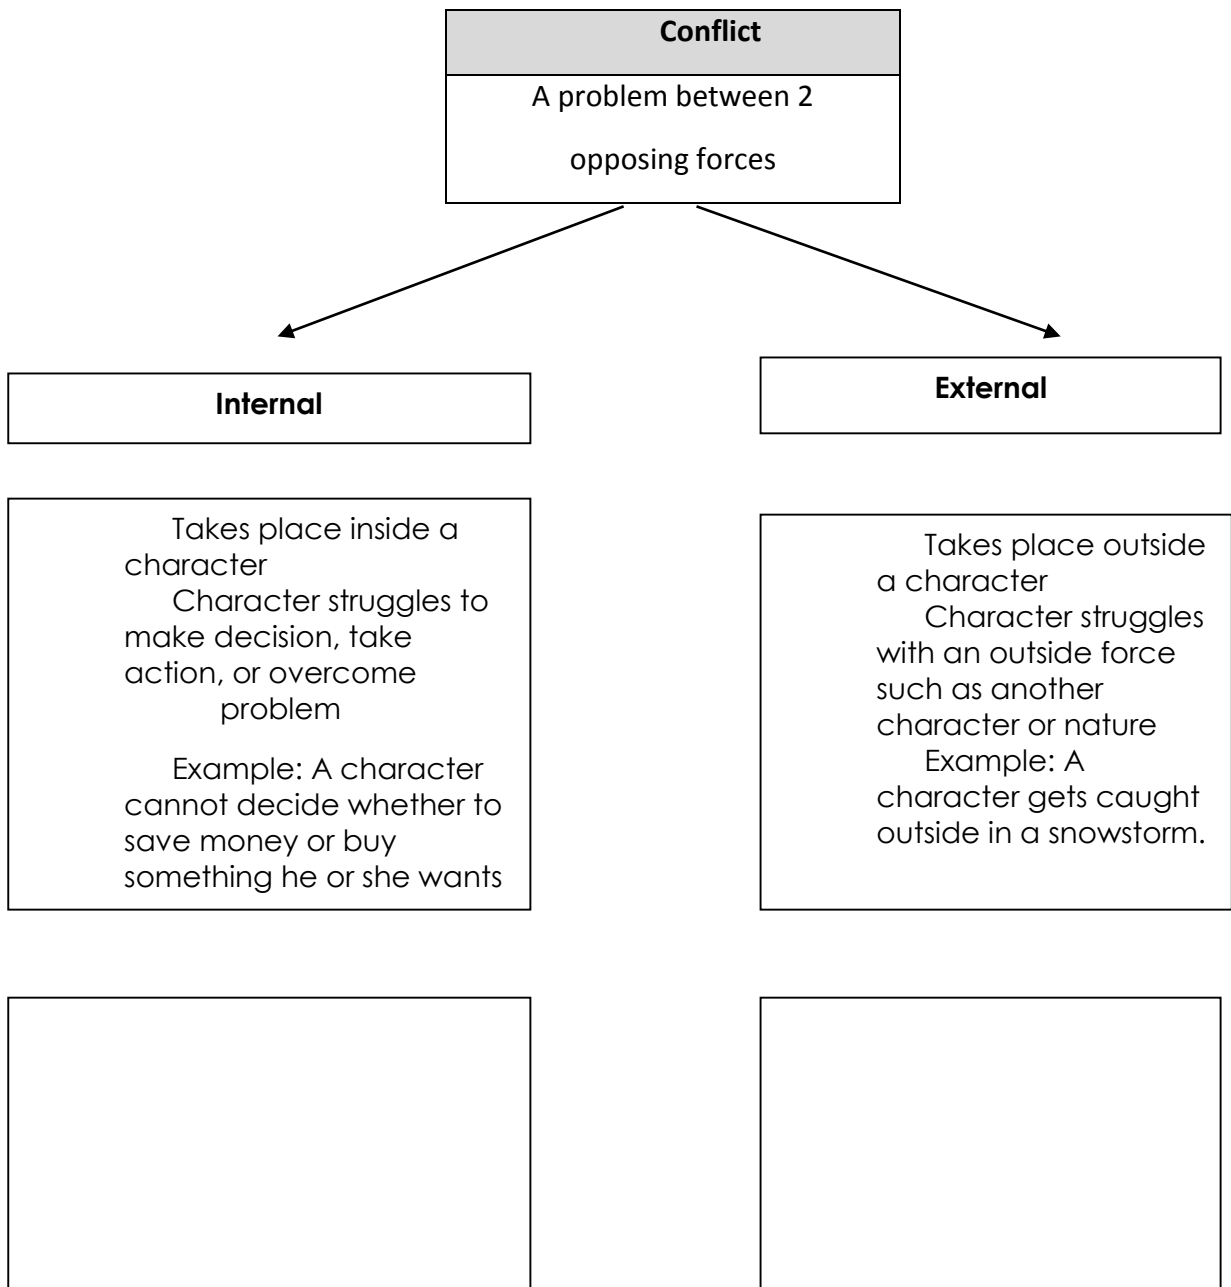 Conflict
A problem between 2
opposing forces
Internal
External
Takes place inside a
character
Character struggles to
make decision, take
action, or overcome
problem
Example: A character
cannot decide whether to
save money or buy
something he or she wants
Takes place outside
a character
Character struggles
with an outside force
such as another
character or nature
Example: A
character gets caught
outside in a snowstorm.